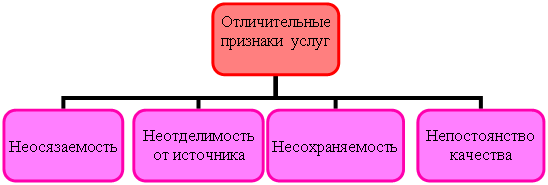 Отличительные
признаки услуг
Неосязаемость
Неотделимость
от источника
Несохраняемость
Непостоянство
качества